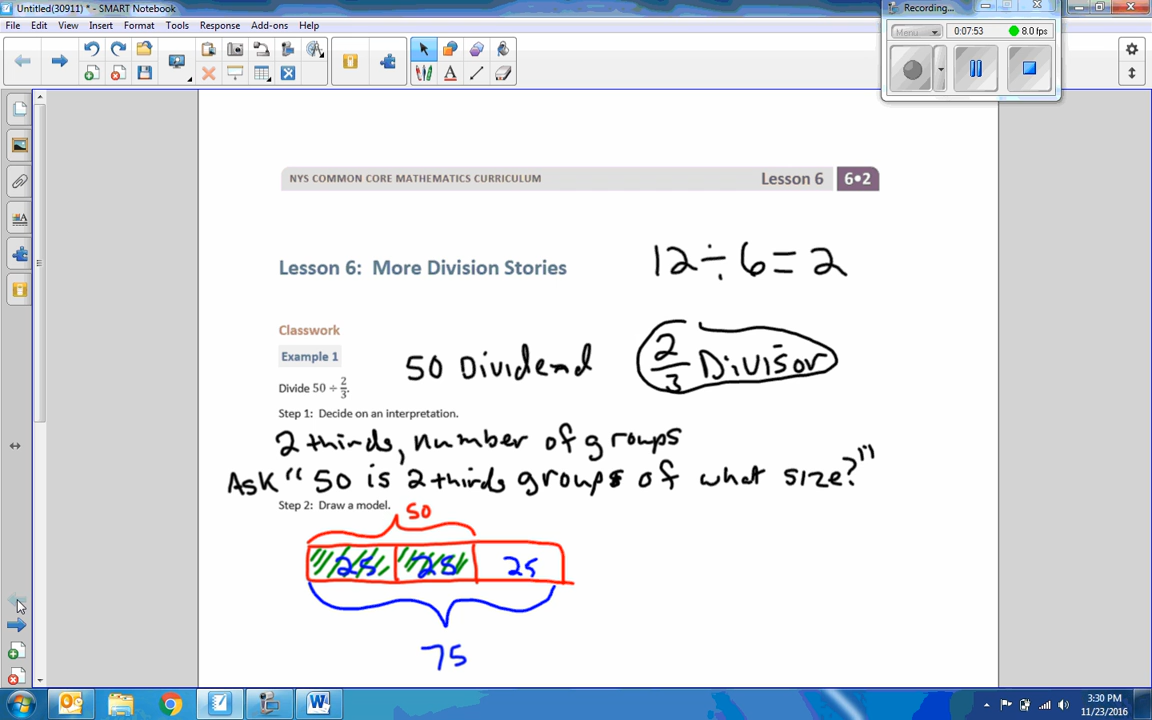 Untitled(30911) * - SMART Notebook
Recording...
File Edit View Insert Format Tools Response Add-ons Help
Menu 0:07:53 8.0 fps
NYS COMMON CORE MATHEMATICS CURRICULUM Lesson 6 6•2
12÷6=2
Lesson 6: More Division Stories
Classwork
Example 1
50 Dividend 2/3 Divisor
Divide 50 ÷ 2/3.
Step 1: Decide on an interpretation.
2 thirds, number of groups
Ask “50 is 2 thirds groups of what size?”
Step 2: Draw a model.
50
25 25 25
75
3:30 PM
11/23/2016